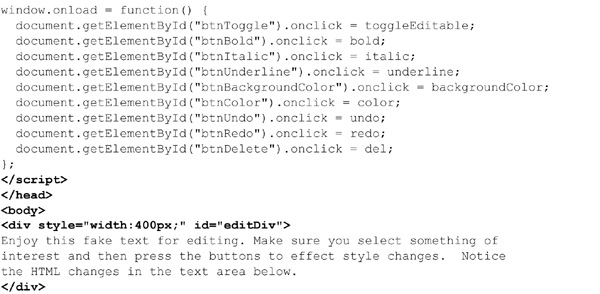 window.onload = function() {
  document.getElementById("btnToggle").onclick = toggleEditable;
  document.getElementById("btnBold").onclick = bold;
  document.getElementById("btnItalic").onclick = italic;
  document.getElementById("btnUnderline").onclick = underline;
  document.getElementById("btnBackgroundColor").onclick = backgroundColor;
  document.getElementById("btnColor").onclick = color;
  document.getElementById("btnUndo").onclick = undo;
  document.getElementById("btnRedo").onclick = redo;
  document.getElementById("btnDelete").onclick = del;
};
</script>
</head>
<body>
<div style="width:400px;" id="editDiv">
Enjoy this fake text for editing. Make sure you select something of
interest and then press the buttons to effect style changes.  Notice
the HTML changes in the text area below.
</div>